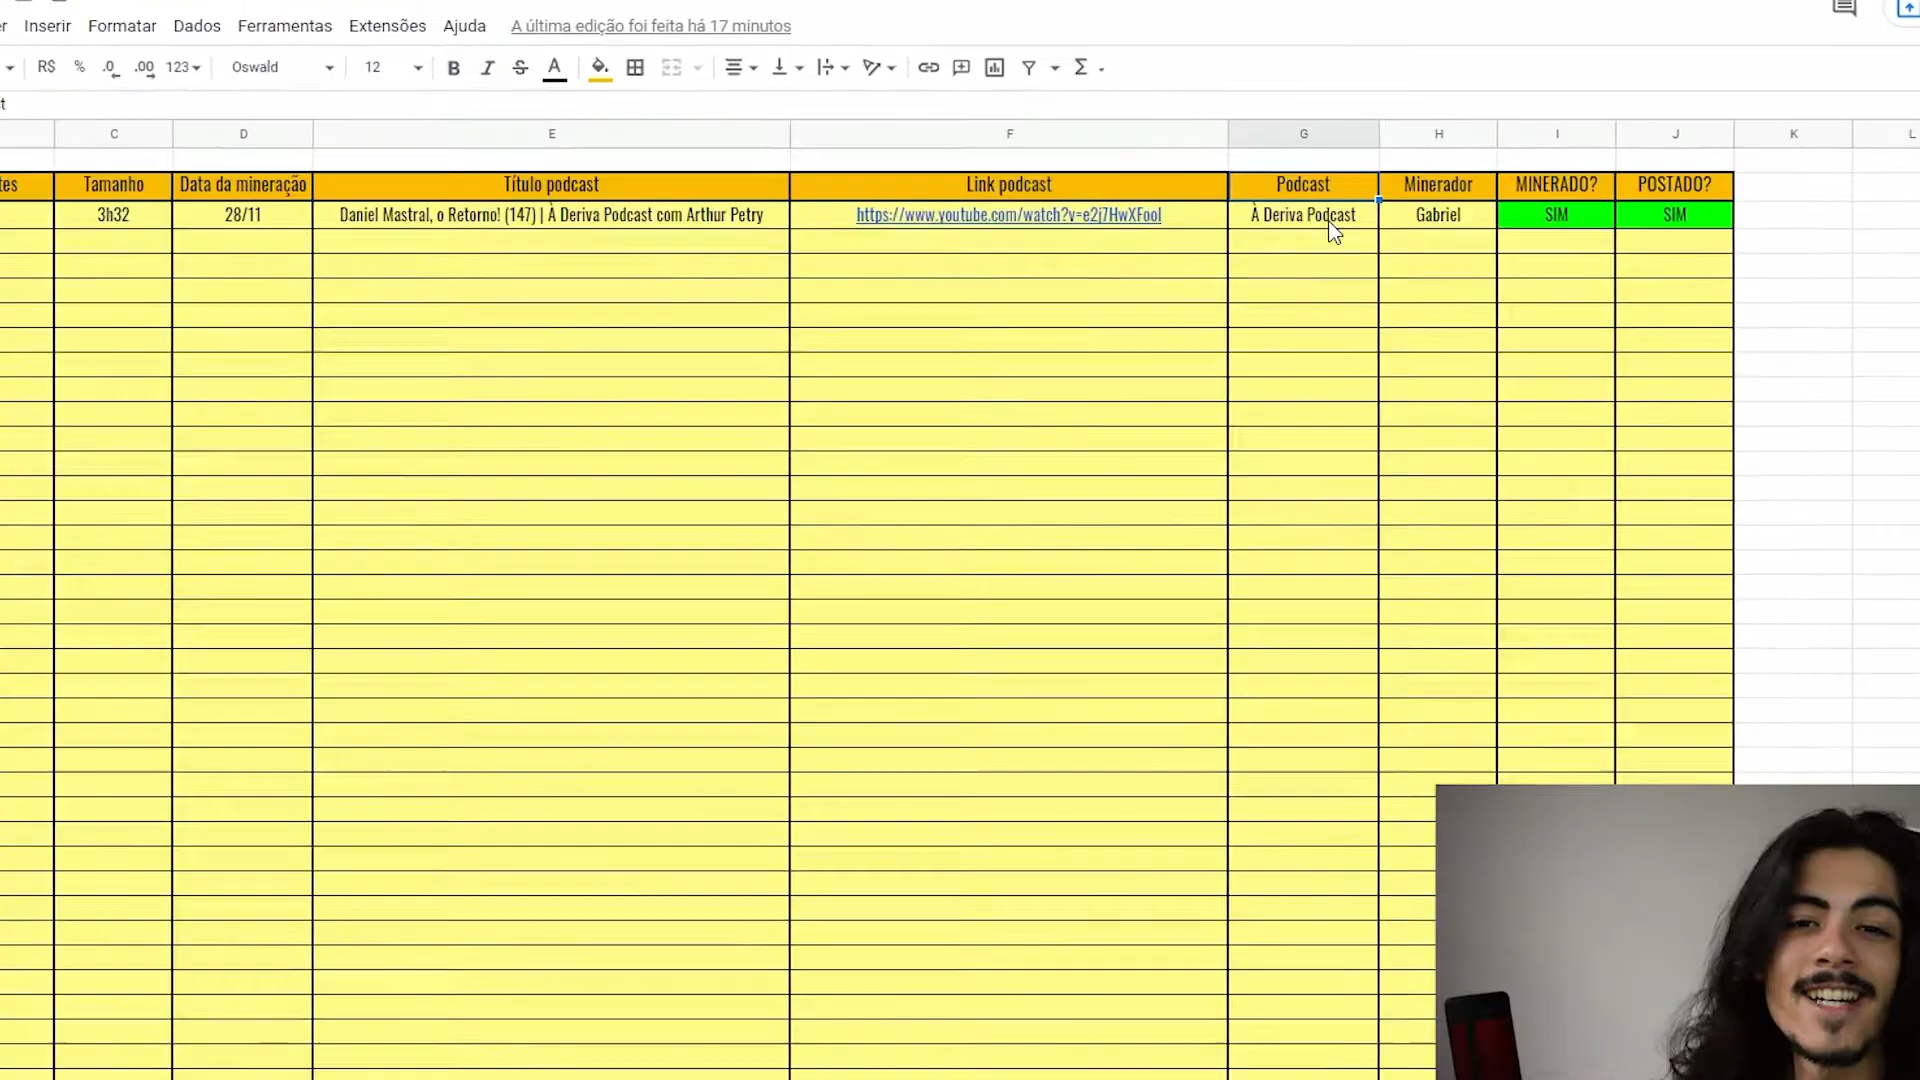 Inserir Formatar Dados Ferramentas Extensões Ajuda A última edição foi feita há 17 minutos
R$ % .0 .00 123 Oswald 12 B I S A Σ
C D E F G H I J K L
Tamanho Data da mineração Título podcast Link podcast Podcast Minerador MINERADO? POSTADO?
3h32 28/11 Daniel Mastral, o Retorno! (147) | À Deriva Podcast com Arthur Petry https://www.youtube.com/watch?v=e2j7HwXFooI À Deriva Podcast Gabriel SIM SIM